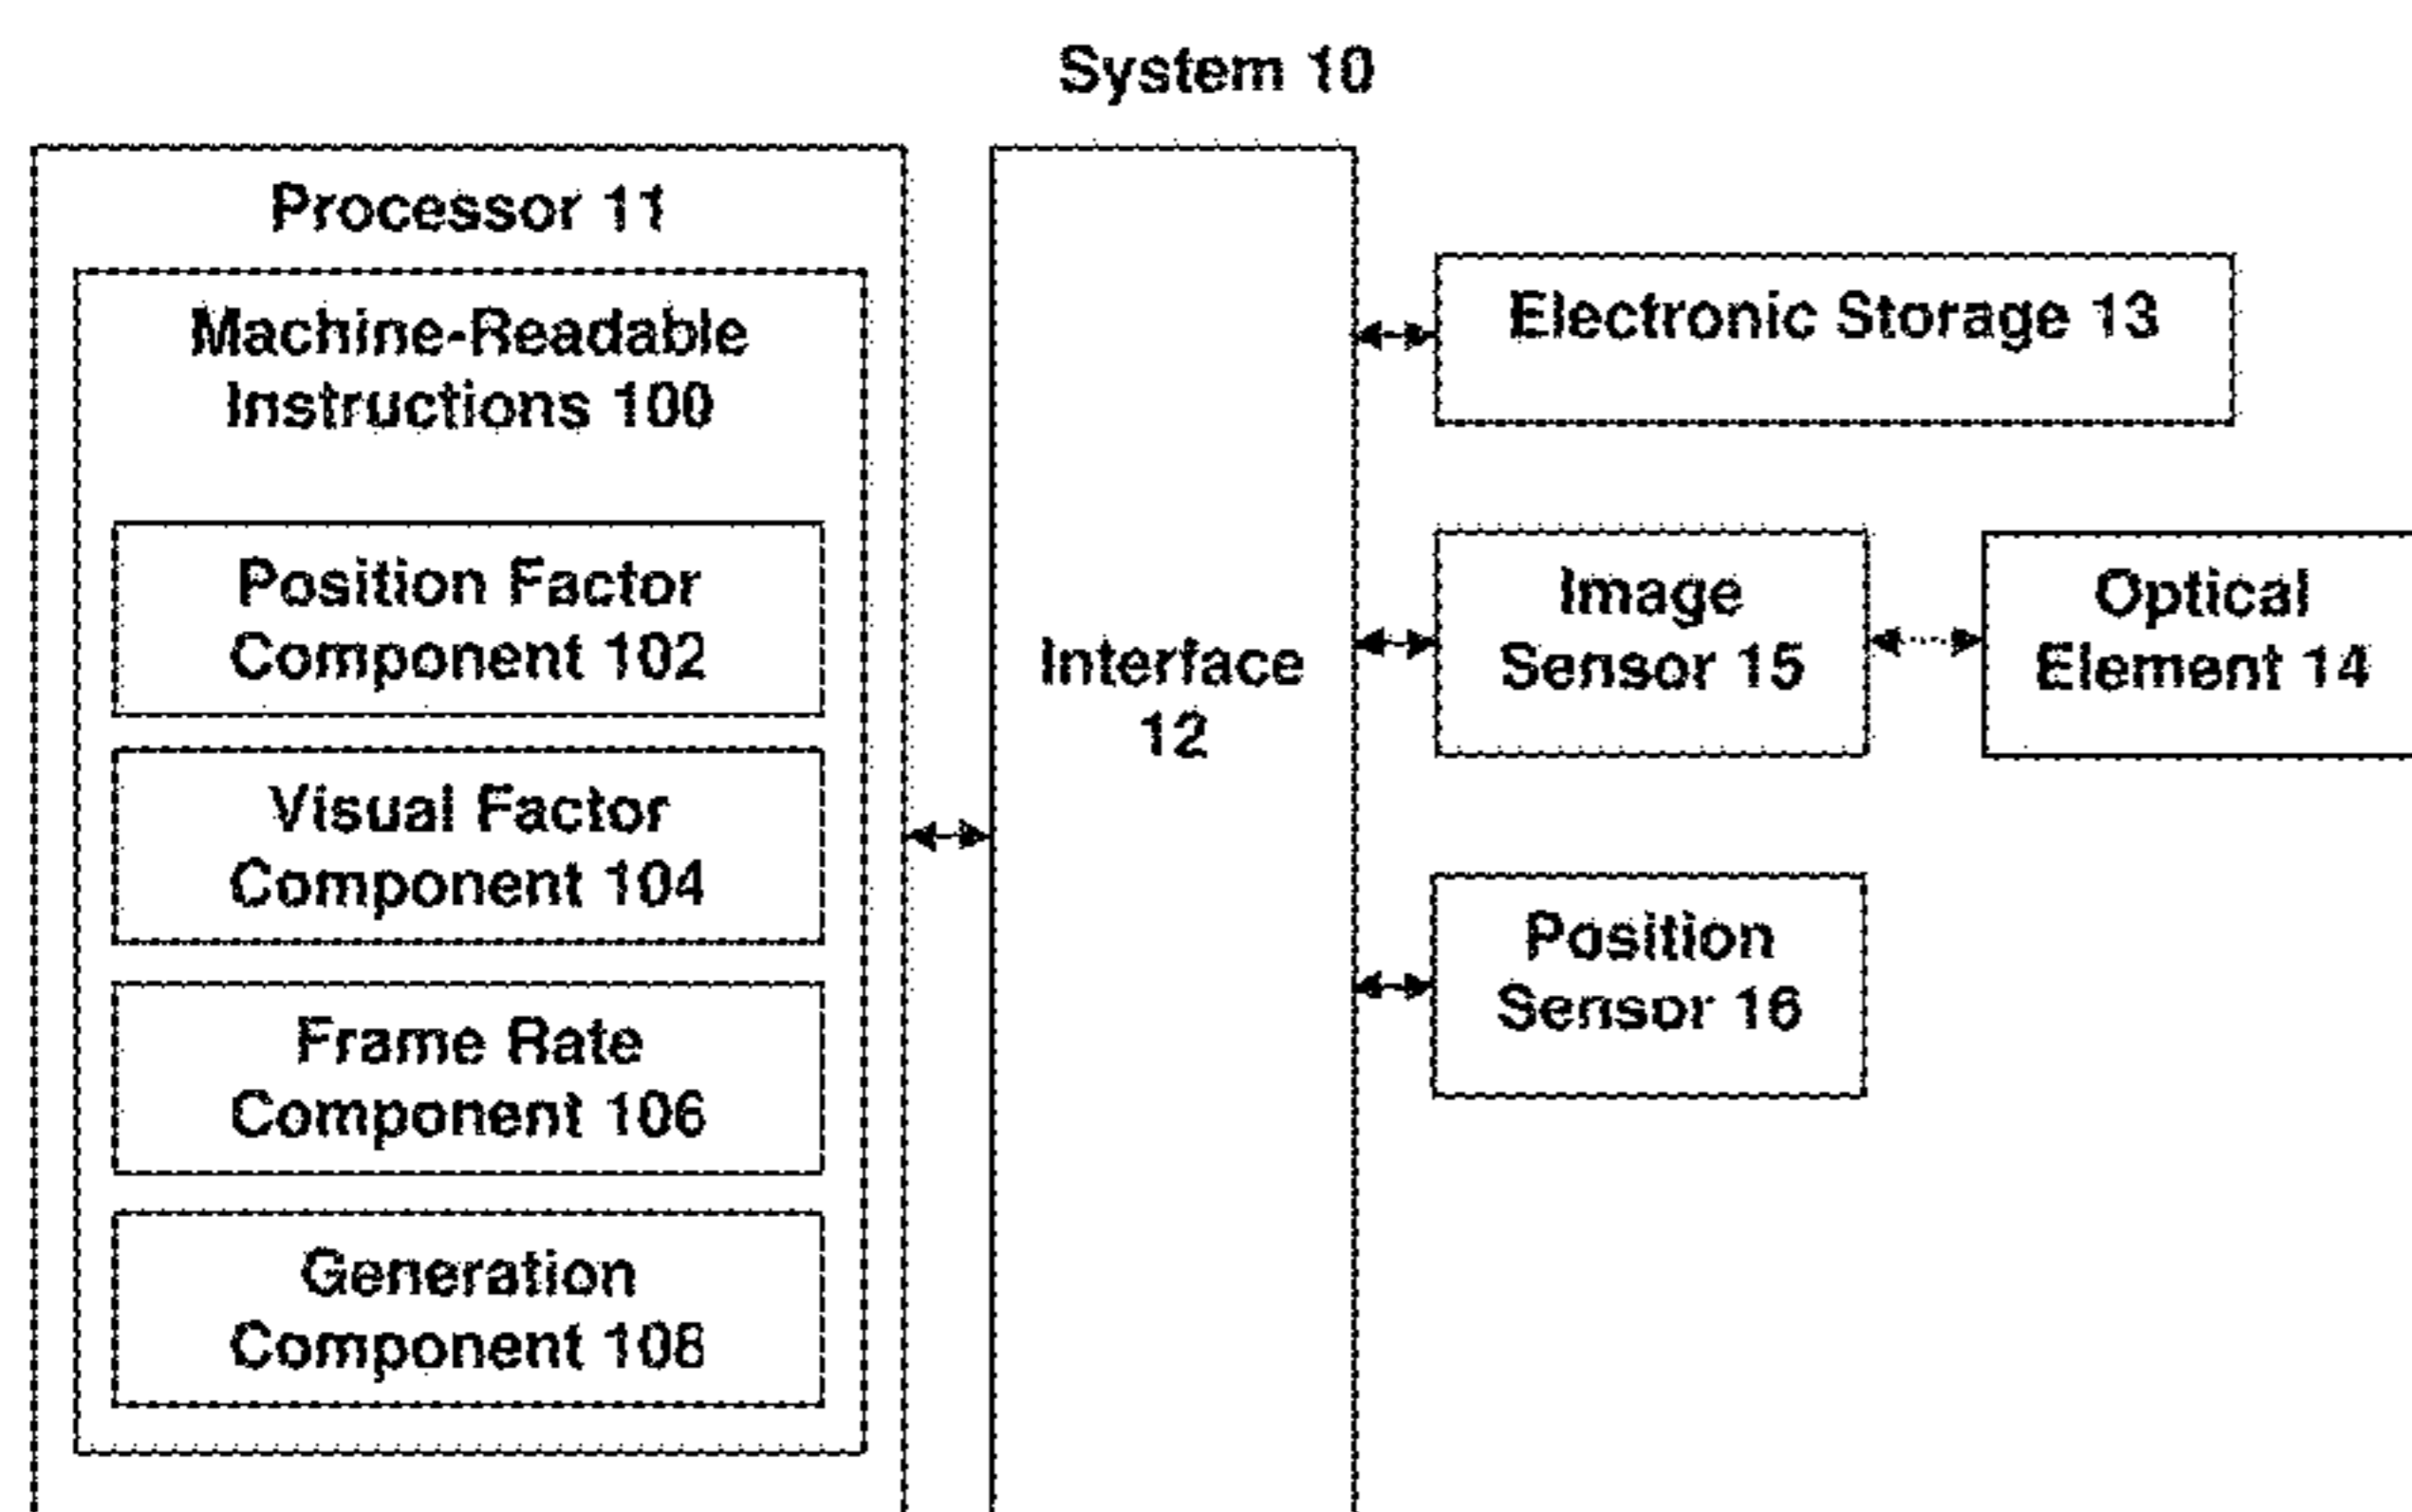 System 10
Processor 11
Machine-Readable
Instructions 100
Position Factor
Component 102
Visual Factor
Component 104
Frame Rate
Component 106
Generation
Component 108
Interface
12
Electronic Storage 13
Image
Sensor 15
Optical
Element 14
Position
Sensor 16